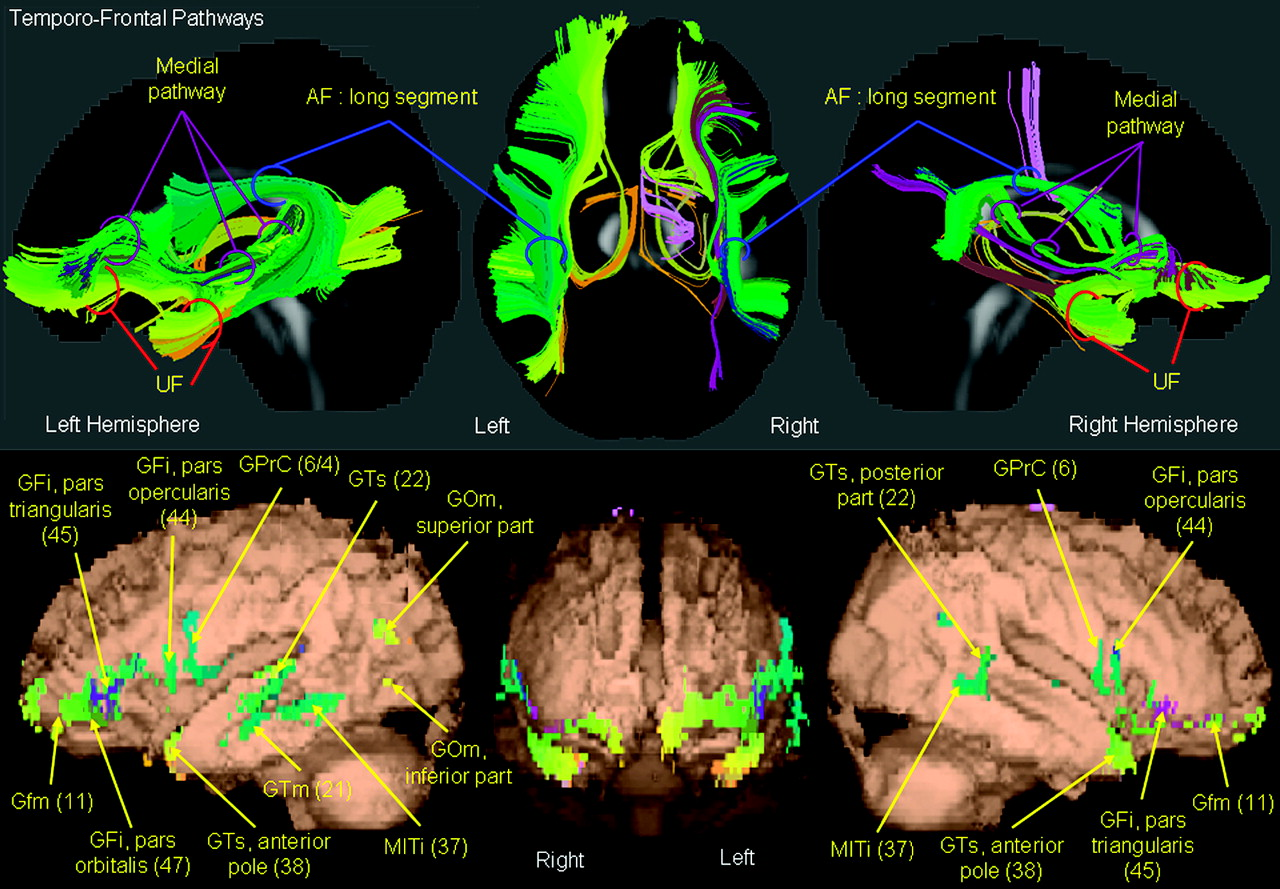 Temporo-Frontal Pathways
Medial
pathway
AF : long segment
AF : long segment
Medial
pathway
UF
UF
Left Hemisphere
Left
Right
Right Hemisphere
GFi, pars
triangularis
(45)
GFi, pars
opercularis
(44)
GPrC (6/4)
GTs (22)
GOm,
superior part
GTs, posterior
part (22)
GPrC (6)
GFi, pars
opercularis
(44)
Gfm (11)
GFi, pars
orbitalis (47)
GTs, anterior
pole (38)
GTm (21)
GOm,
inferior part
MITi (37)
Right
Left
MITi (37)
GTs, anterior
pole (38)
GFi, pars
triangularis
(45)
Gfm (11)